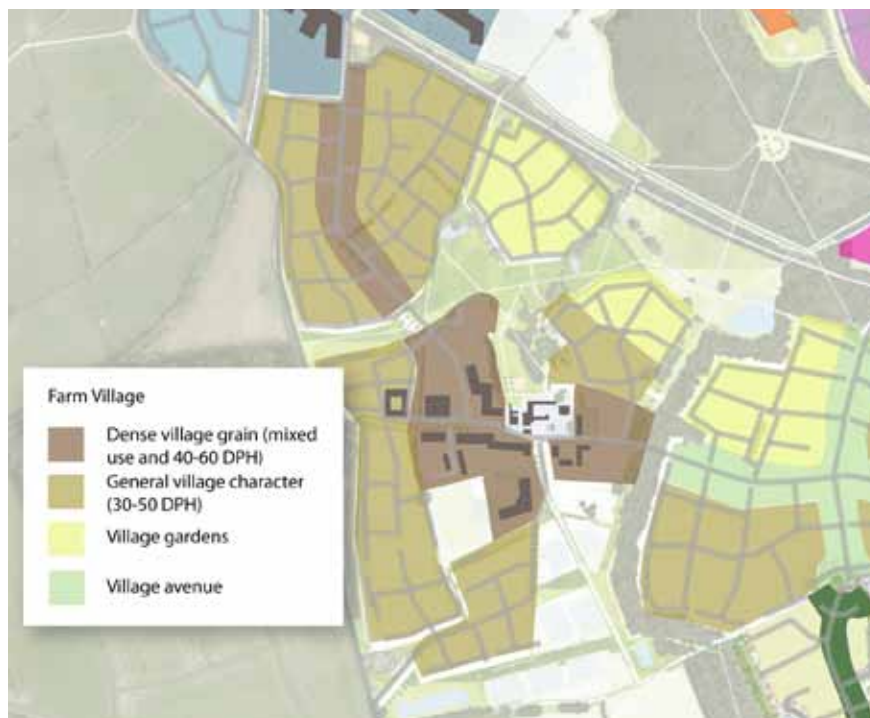 Farm Village
Dense village grain (mixed
use and 40-60 DPH)
General village character
(30-50 DPH)
Village gardens
Village avenue